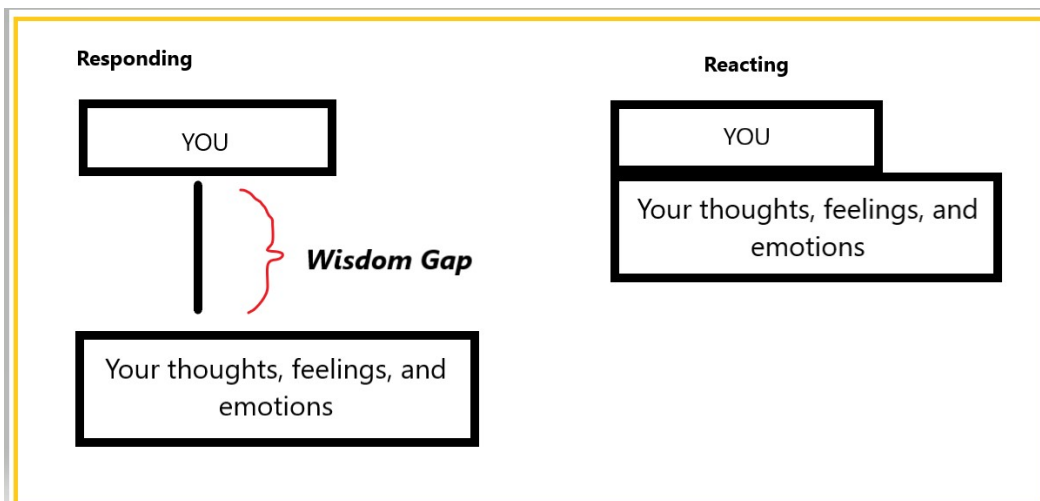 Responding
YOU
Wisdom Gap
Your thoughts, feelings, and
emotions
Reacting
YOU
Your thoughts, feelings, and
emotions